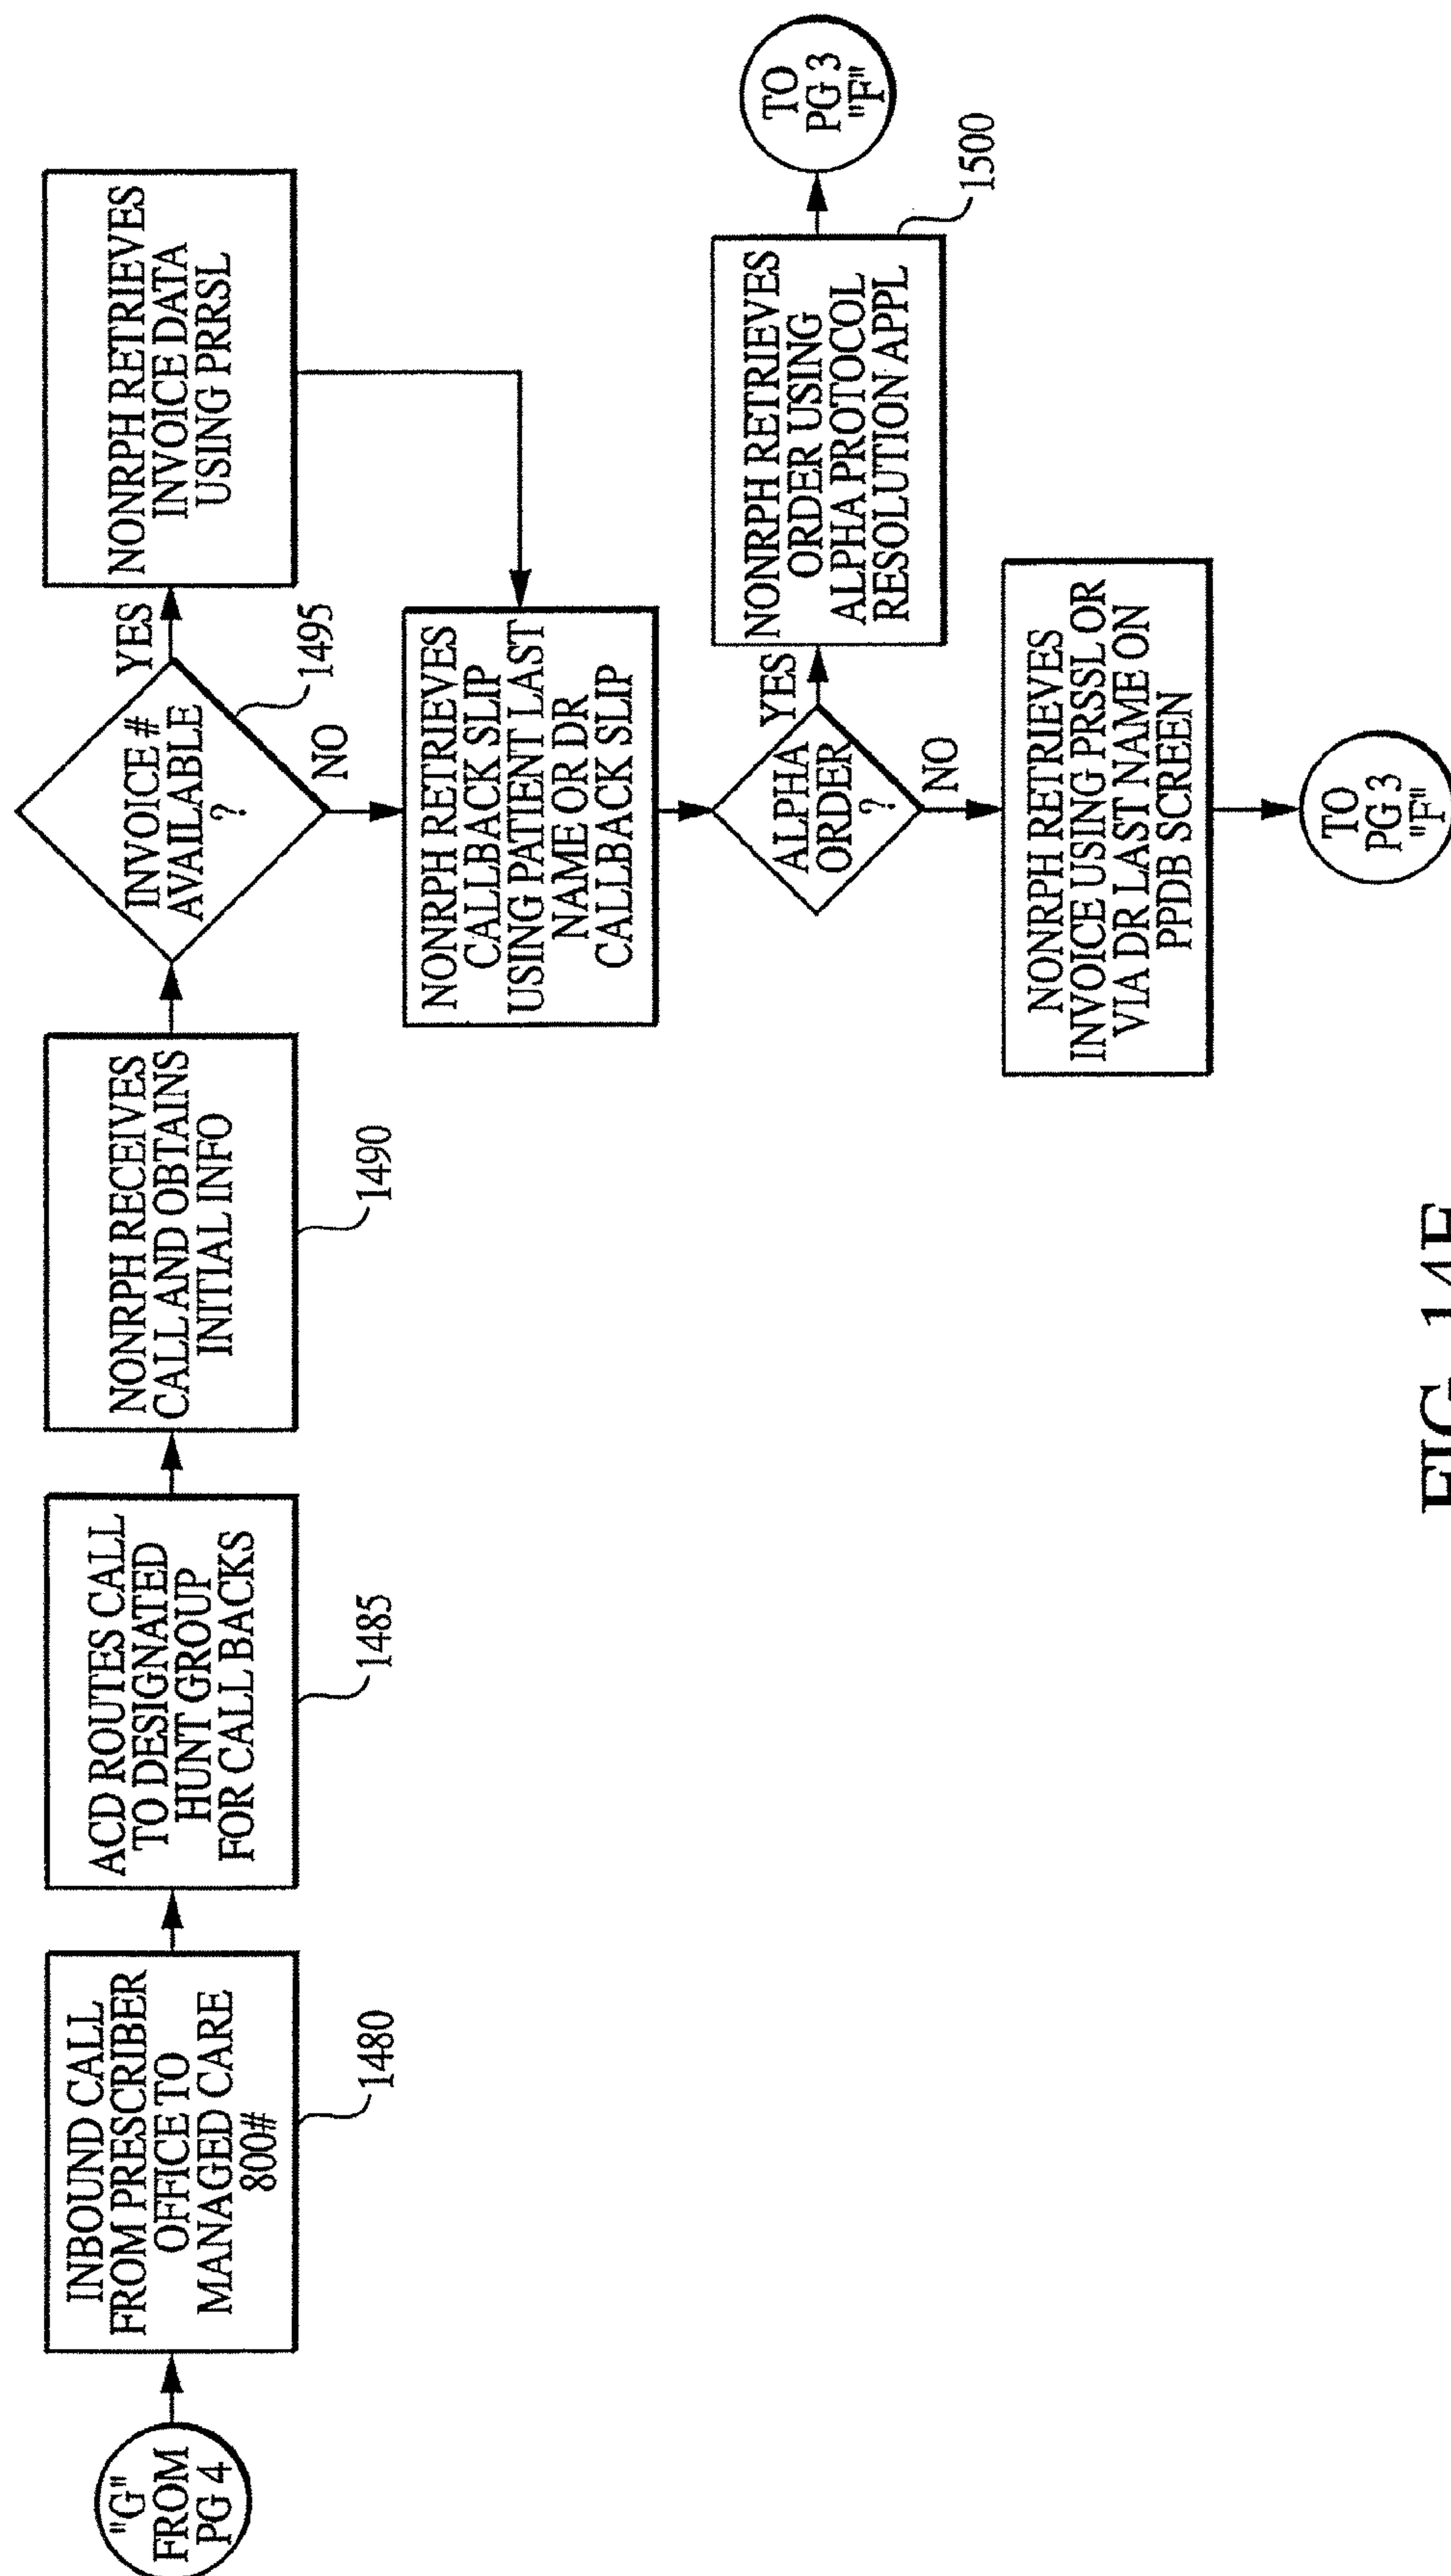 "G"
FROM
PG 4
INBOUND CALL
FROM PRESCRIBER
OFFICE TO
MANAGED CARE
800#
1480
ACD ROUTES CALL
TO DESIGNATED
HUNT GROUP
FOR CALL BACKS
1485
NONRPH RECEIVES
CALL AND OBTAINS
INITIAL INFO
1490
INVOICE #
AVAILABLE
?
1495
YES
NO
NONRPH RETRIEVES
INVOICE DATA
USING PRRSL
NONRPH RETRIEVES
CALLBACK SLIP
USING PATIENT LAST
NAME OR DR
CALLBACK SLIP
ALPHA
ORDER
?
YES
NO
NONRPH RETRIEVES
ORDER USING
ALPHA PROTOCOL
RESOLUTION APPL
1500
TO
PG 3
"F"
NONRPH RETRIEVES
INVOICE USING PRSSL OR
VIA DR LAST NAME ON
PPDB SCREEN
TO
PG 3
"F"